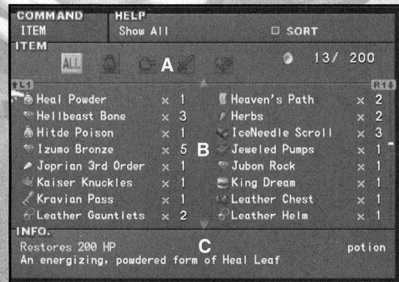 COMMAND HELP
ITEM Show All □ SORT
ITEM
ALL A 13/ 200
L1 R1
Heal Powder x 1 Heaven's Path x 2
Hellbeast Bone x 3 Herbs x 2
Hitde Poison x 1 IceNeedle Scroll x 3
Izumo Bronze x 5 B Jeweled Pumps x 1
Joprian 3rd Order x 1 Jubon Rock x 1
Kaiser Knuckles x 1 King Dream x 1
Kravian Pass x 1 Leather Chest x 1
Leather Gauntlets x 2 Leather Helm x 2
INFO. C
Restores 200 HP potion
An energizing, powdered form of Heal Leaf